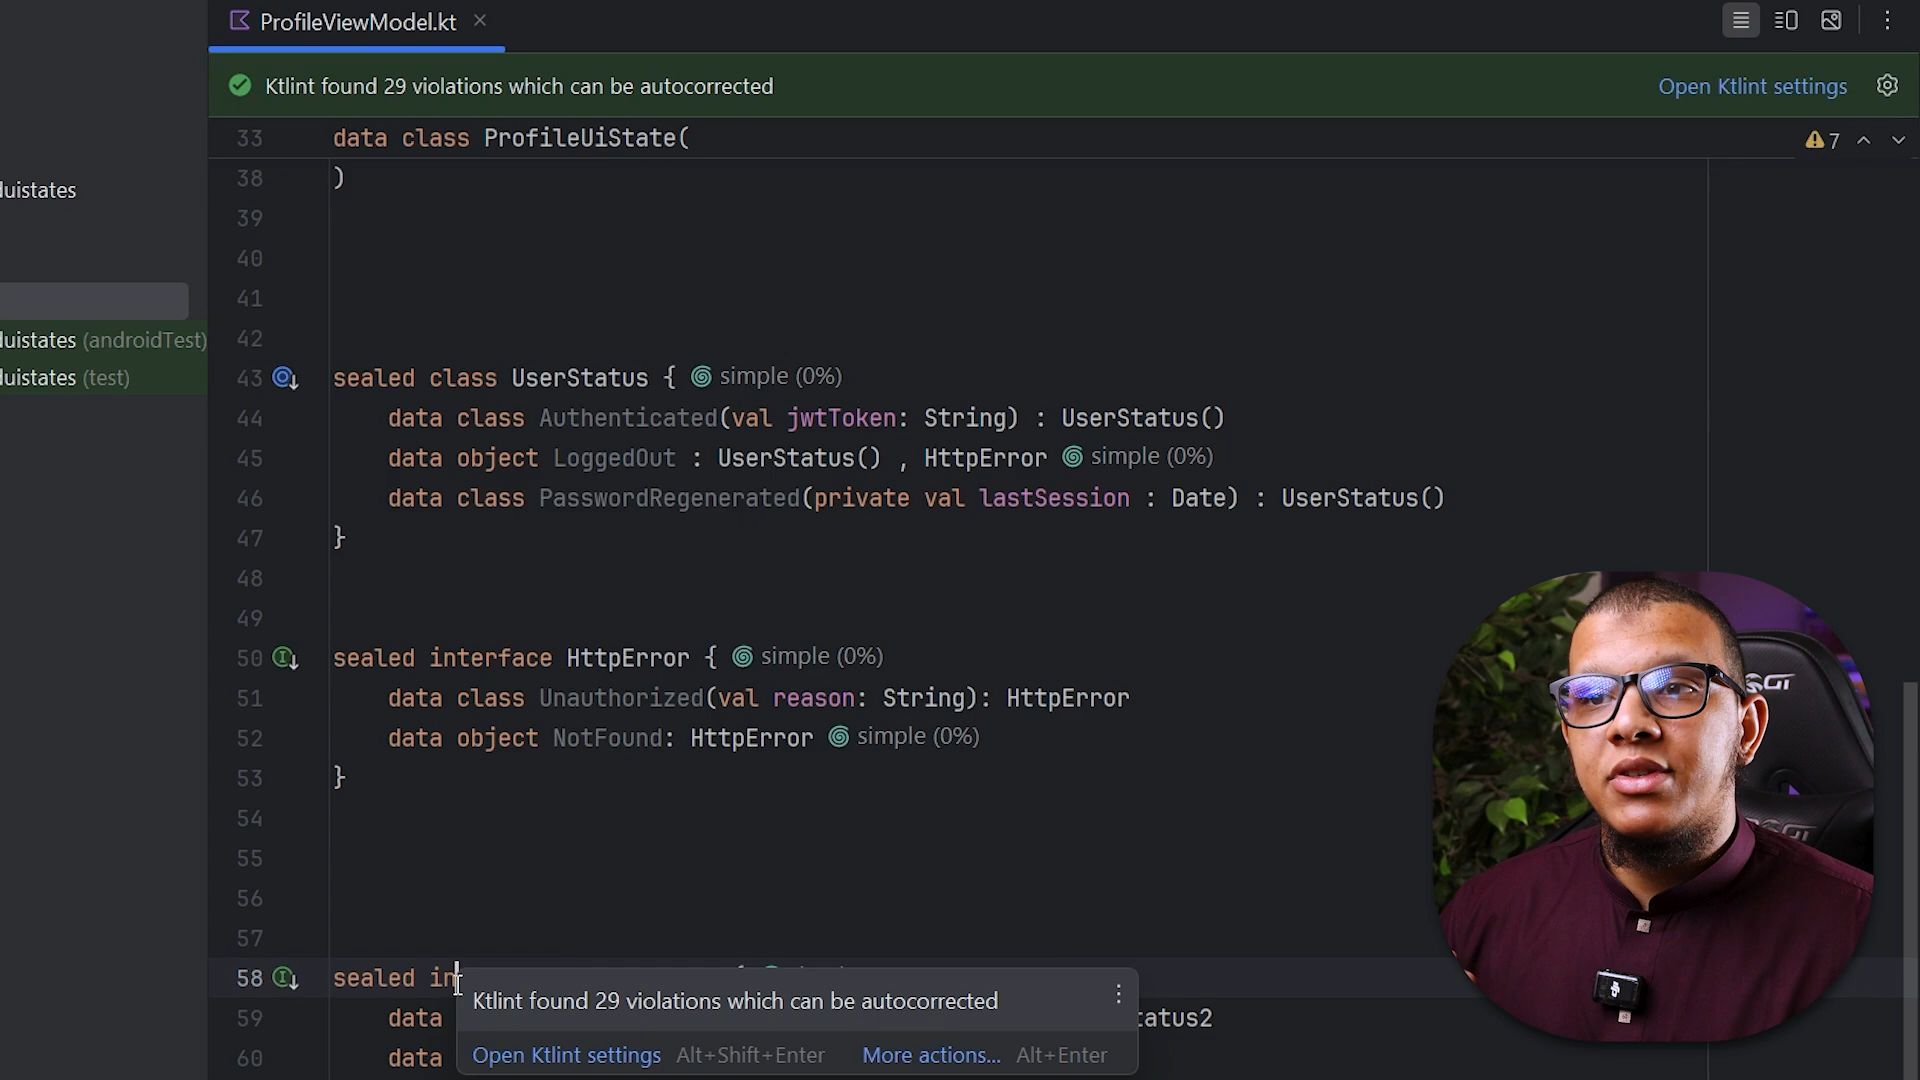 ProfileViewModel.kt
Ktlint found 29 violations which can be autocorrected
Open Ktlint settings
33 data class ProfileUiState(
7
38 )
39
duistates
40
41
42
duistates (androidTest)
duistates (test)
43 sealed class UserStatus { simple (0%)
44 data class Authenticated(val jwtToken: String) : UserStatus()
45 data object LoggedOut : UserStatus() , HttpError simple (0%)
46 data class PasswordRegenerated(private val lastSession : Date) : UserStatus()
47 }
48
49
50 sealed interface HttpError { simple (0%)
51 data class Unauthorized(val reason: String): HttpError
52 data object NotFound: HttpError simple (0%)
53 }
54
55
56
57
58 sealed in
Ktlint found 29 violations which can be autocorrected
59 data tatus2
60 data
Open Ktlint settings Alt+Shift+Enter More actions... Alt+Enter